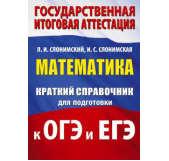 ГОСУДАРСТВЕННАЯ
ИТОГОВАЯ АТТЕСТАЦИЯ
Л. И. СЛОНИМСКИЙ, И. С. СЛОНИМСКАЯ
МАТЕМАТИКА
КРАТКИЙ СПРАВОЧНИК
для подготовки
к ОГЭ и ЕГЭ